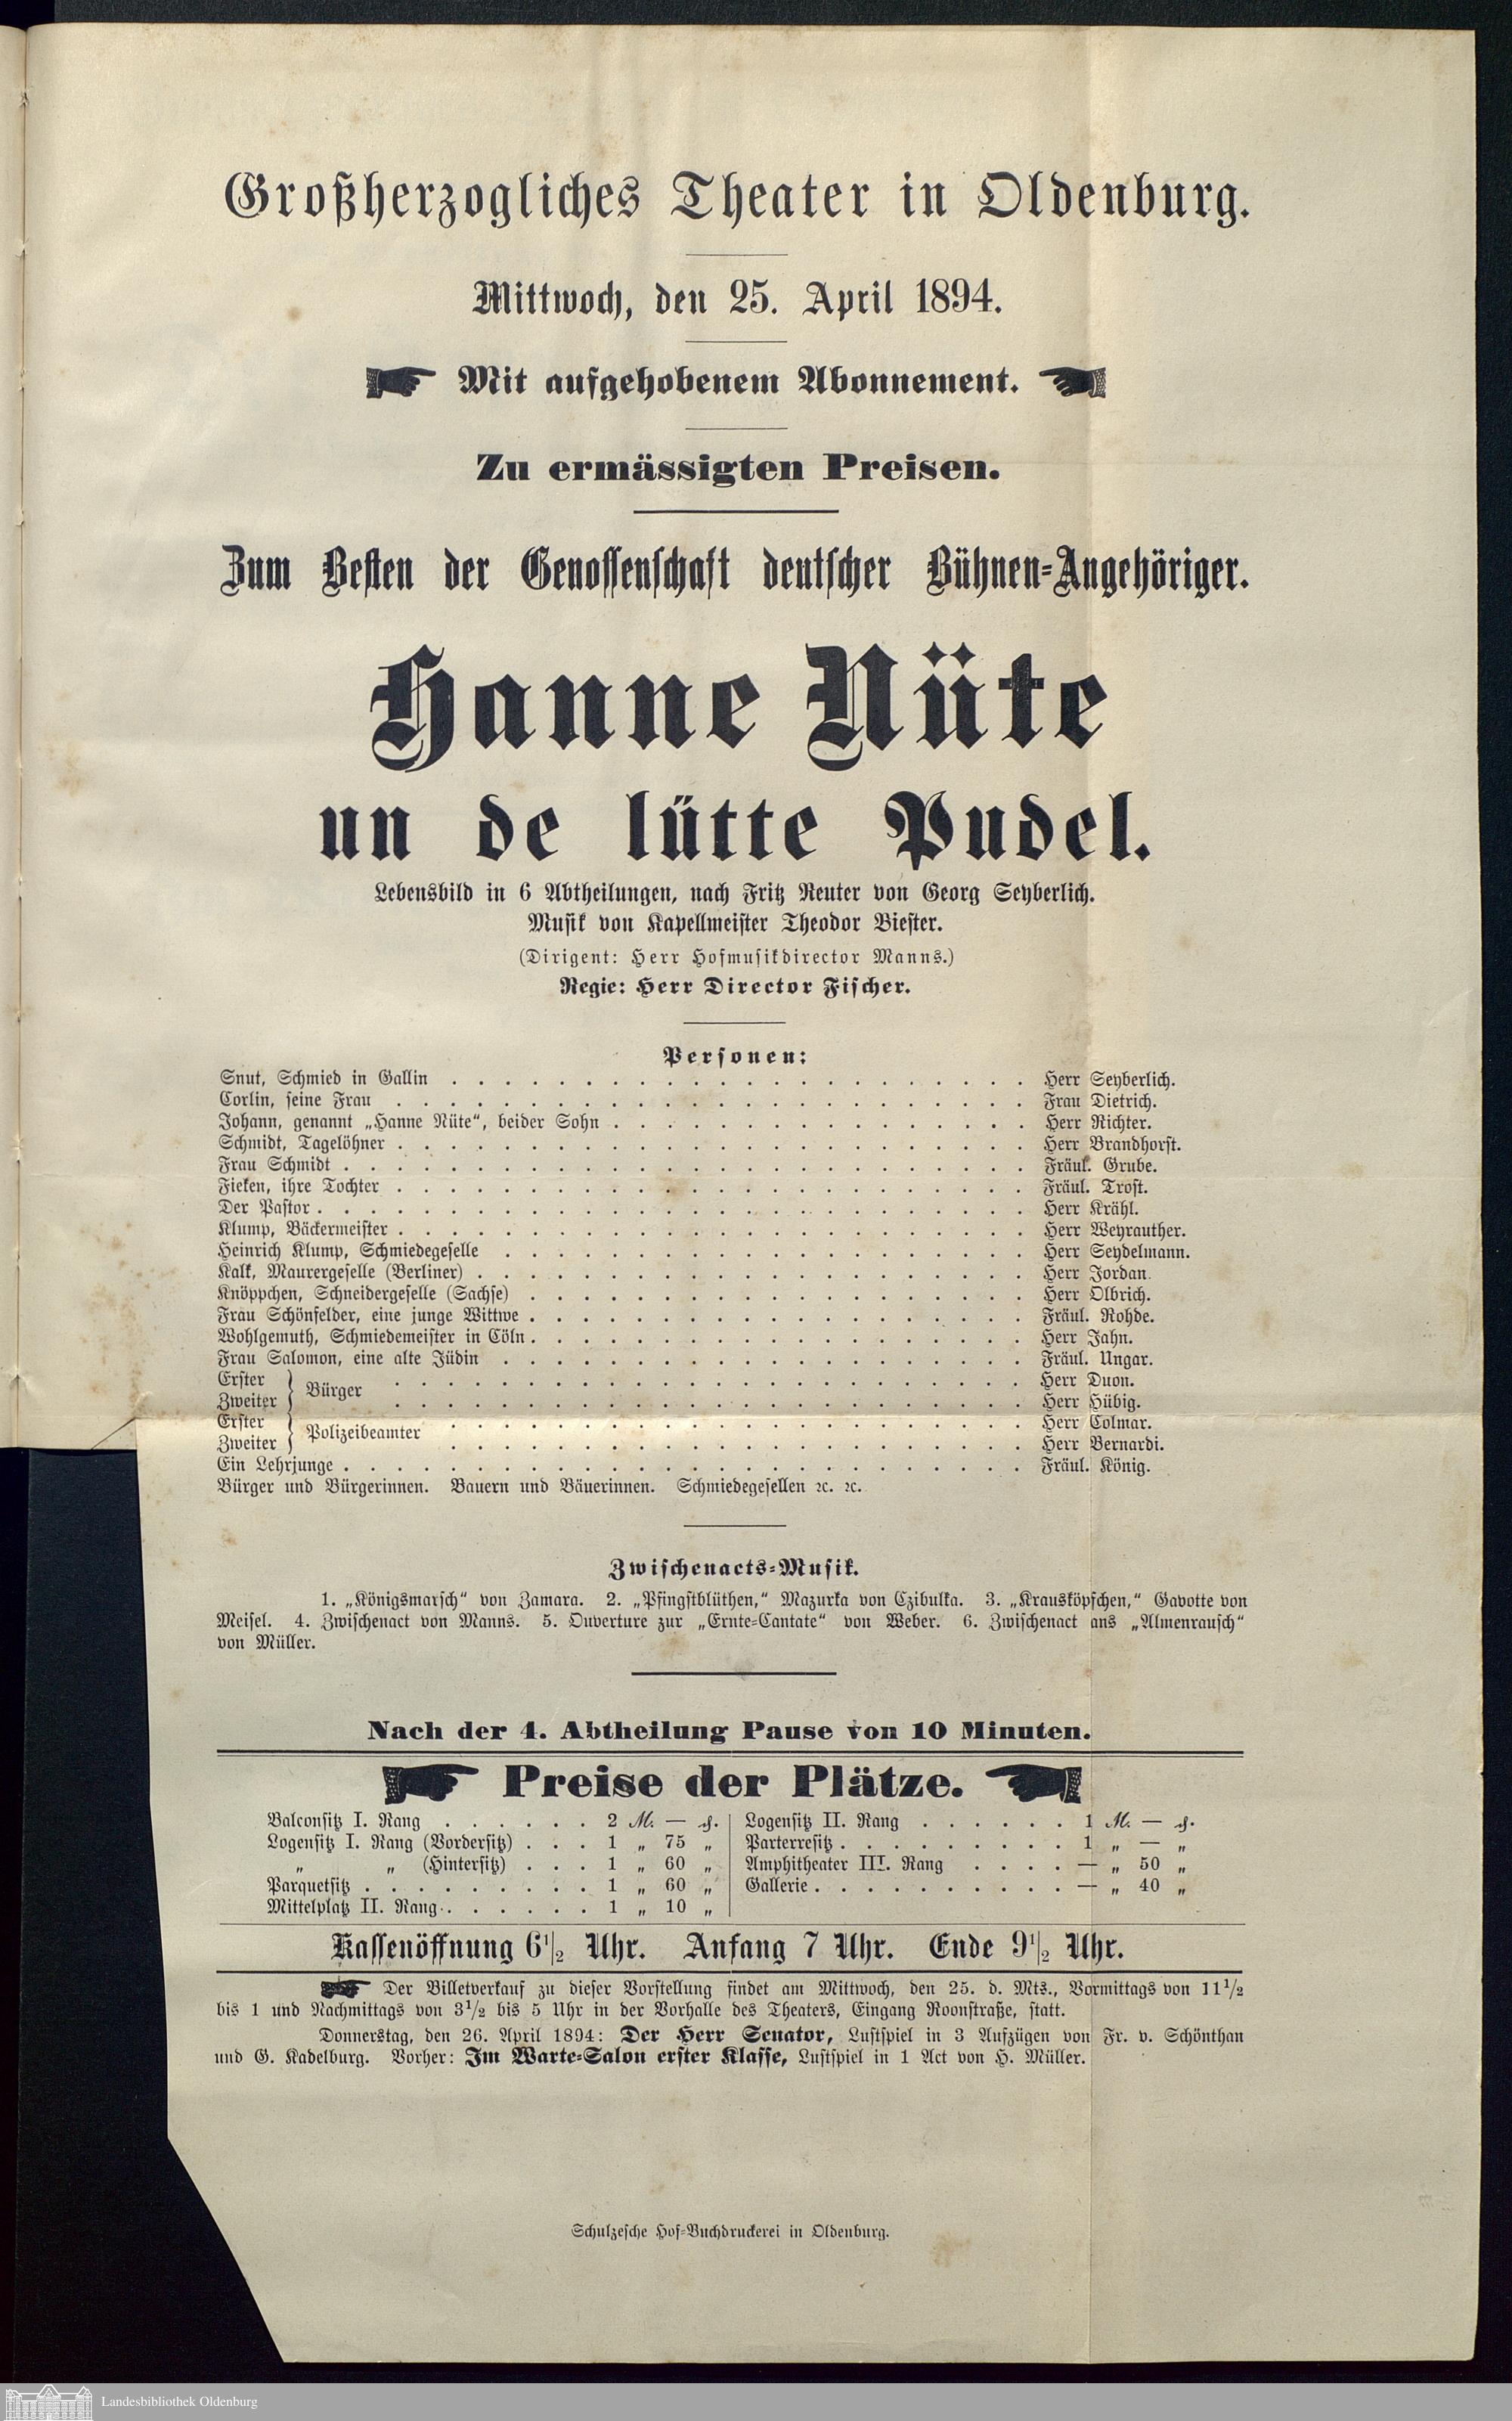 Großherzogliches Theater in Oldenburg.
Mittwoch, den 25. April 1894.
Mit aufgehobenem Abonnement.
Zu ermässigten Preisen.
Zum Besten der Genossenschaft deutscher Bühnen-Angehöriger.
Hanne Nüte
un de lütte Pudel.
Lebensbild in 6 Abtheilungen, nach Fritz Reuter von Georg Seyberlich.
Musik von Kapellmeister Theodor Biester.
(Dirigent: Herr Hofmusikdirector Manns.)
Regie: Herr Director Fischer.
Personen:
Snut, Schmied in Gallin . . . Herr Seyberlich.
Corlin, seine Frau . . . Frau Dietrich.
Johann, genannt „Hanne Nüte“, beider Sohn . . . Herr Richter.
Schmidt, Tagelöhner . . . Herr Brandhorst.
Frau Schmidt . . . Fräul. Grube.
Fieken, ihre Tochter . . . Fräul. Trost.
Der Pastor . . . Herr Krähl.
Klump, Bäckermeister . . . Herr Weyrauther.
Heinrich Klump, Schmiedegeselle . . . Herr Seydelmann.
Kalk, Maurergeselle (Berliner) . . . Herr Jordan.
Knöppchen, Schneidergeselle (Sachse) . . . Herr Olbrich.
Frau Schönfelder, eine junge Wittwe . . . Fräul. Rohde.
Wohlgemuth, Schmiedemeister in Cöln . . . Herr Jahn.
Frau Salomon, eine alte Jüdin . . . Fräul. Ungar.
Erster } Bürger . . . Herr Duon.
Zweiter } . . . Herr Hübig.
Erster } Polizeibeamter . . . Herr Colmar.
Zweiter } . . . Herr Bernardi.
Ein Lehrjunge . . . Fräul. König.
Bürger und Bürgerinnen. Bauern und Bäuerinnen. Schmiedegesellen ꝛc. ꝛc.
Zwischenacts-Musik.
1. „Königsmarsch“ von Zamara. 2. „Pfingstblüthen,“ Mazurka von Czibulka. 3. „Krausköpfchen,“ Gavotte von
Meisel. 4. Zwischenact von Manns. 5. Ouverture zur „Ernte-Cantate“ von Weber. 6. Zwischenact ans „Almenrausch“
von Müller.
Nach der 4. Abtheilung Pause von 10 Minuten.
Preise der Plätze.
Balconsitz I. Rang . . . 2 M. — ₰.
Logensitz I. Rang (Vordersitz) . . . 1 „ 75 „
„ „ (Hintersitz) . . . 1 „ 60 „
Parquetsitz . . . 1 „ 60 „
Mittelplatz II. Rang . . . 1 „ 10 „
Logensitz II. Rang . . . 1 M. — ₰.
Parterresitz . . . 1 „ — „
Amphitheater III. Rang . . . — „ 50 „
Gallerie . . . — „ 40 „
Kassenöffnung 6½ Uhr. Anfang 7 Uhr. Ende 9½ Uhr.
Der Billetverkauf zu dieser Vorstellung findet am Mittwoch, den 25. d. Mts., Vormittags von 11½
bis 1 und Nachmittags von 3½ bis 5 Uhr in der Vorhalle des Theaters, Eingang Roonstraße, statt.
Donnerstag, den 26. April 1894: Der Herr Senator, Lustspiel in 3 Aufzügen von Fr. v. Schönthan
und G. Kadelburg. Vorher: Im Warte-Salon erster Klasse, Lustspiel in 1 Act von H. Müller.
Schulzesche Hof-Buchdruckerei in Oldenburg.
Landesbibliothek Oldenburg